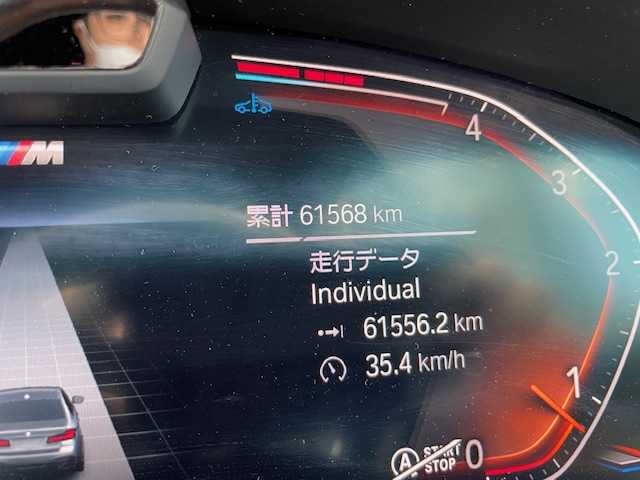 M
4
累計 61568 km
3
走行データ
2
Individual
61556.2 km
35.4 km/h
1
A START STOP 0